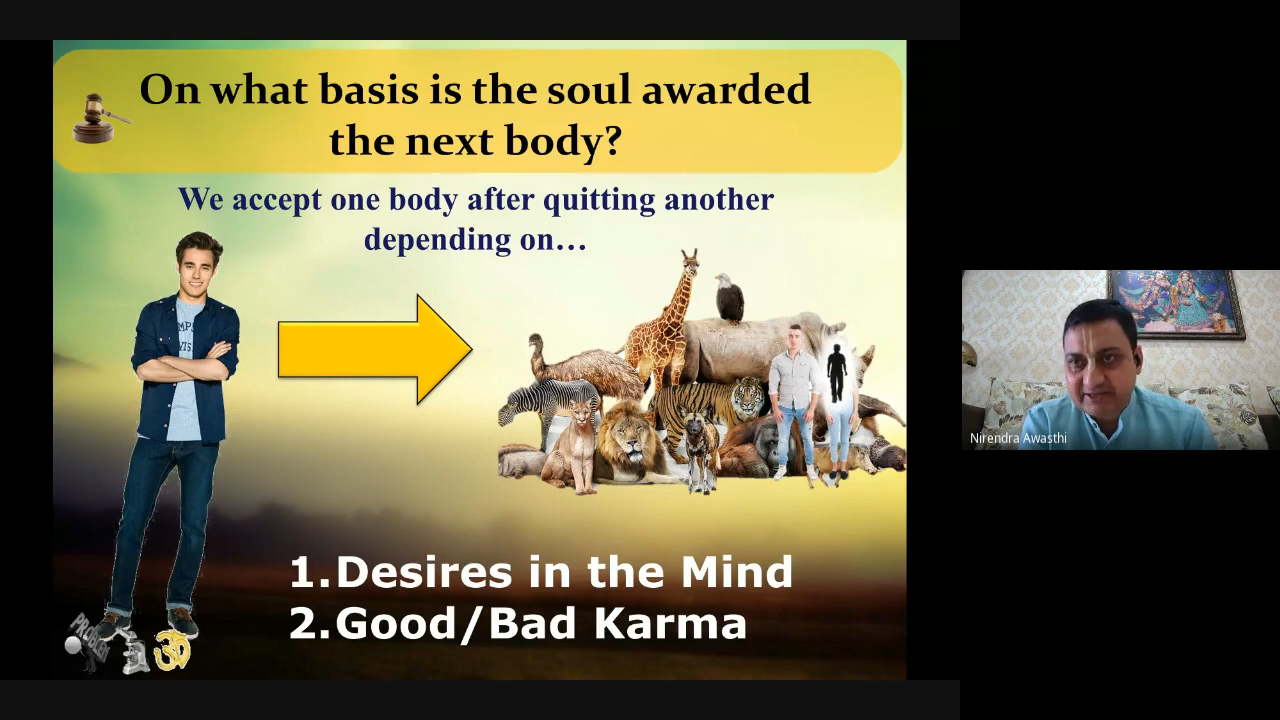 On what basis is the soul awarded
the next body?
We accept one body after quitting another
depending on...
1.Desires in the Mind
2.Good/Bad Karma
PROBLEM
ॐ
Nirendra Awasthi